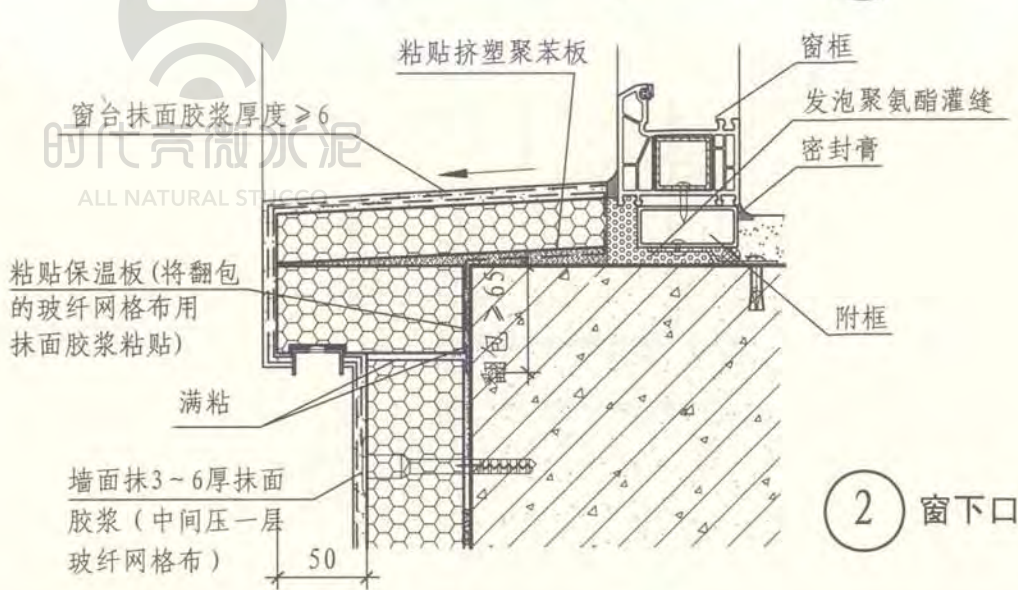 粘贴挤塑聚苯板
窗框
发泡聚氨酯灌缝
窗台抹面胶浆厚度≥6
密封膏
时代壳微水泥
ALL NATURAL STUCCO
粘贴保温板(将翻包
的玻纤网格布用
抹面胶浆粘贴)
翻包≥65
附框
满粘
墙面抹3~6厚抹面
胶浆(中间压一层
玻纤网格布)
50
2
窗下口